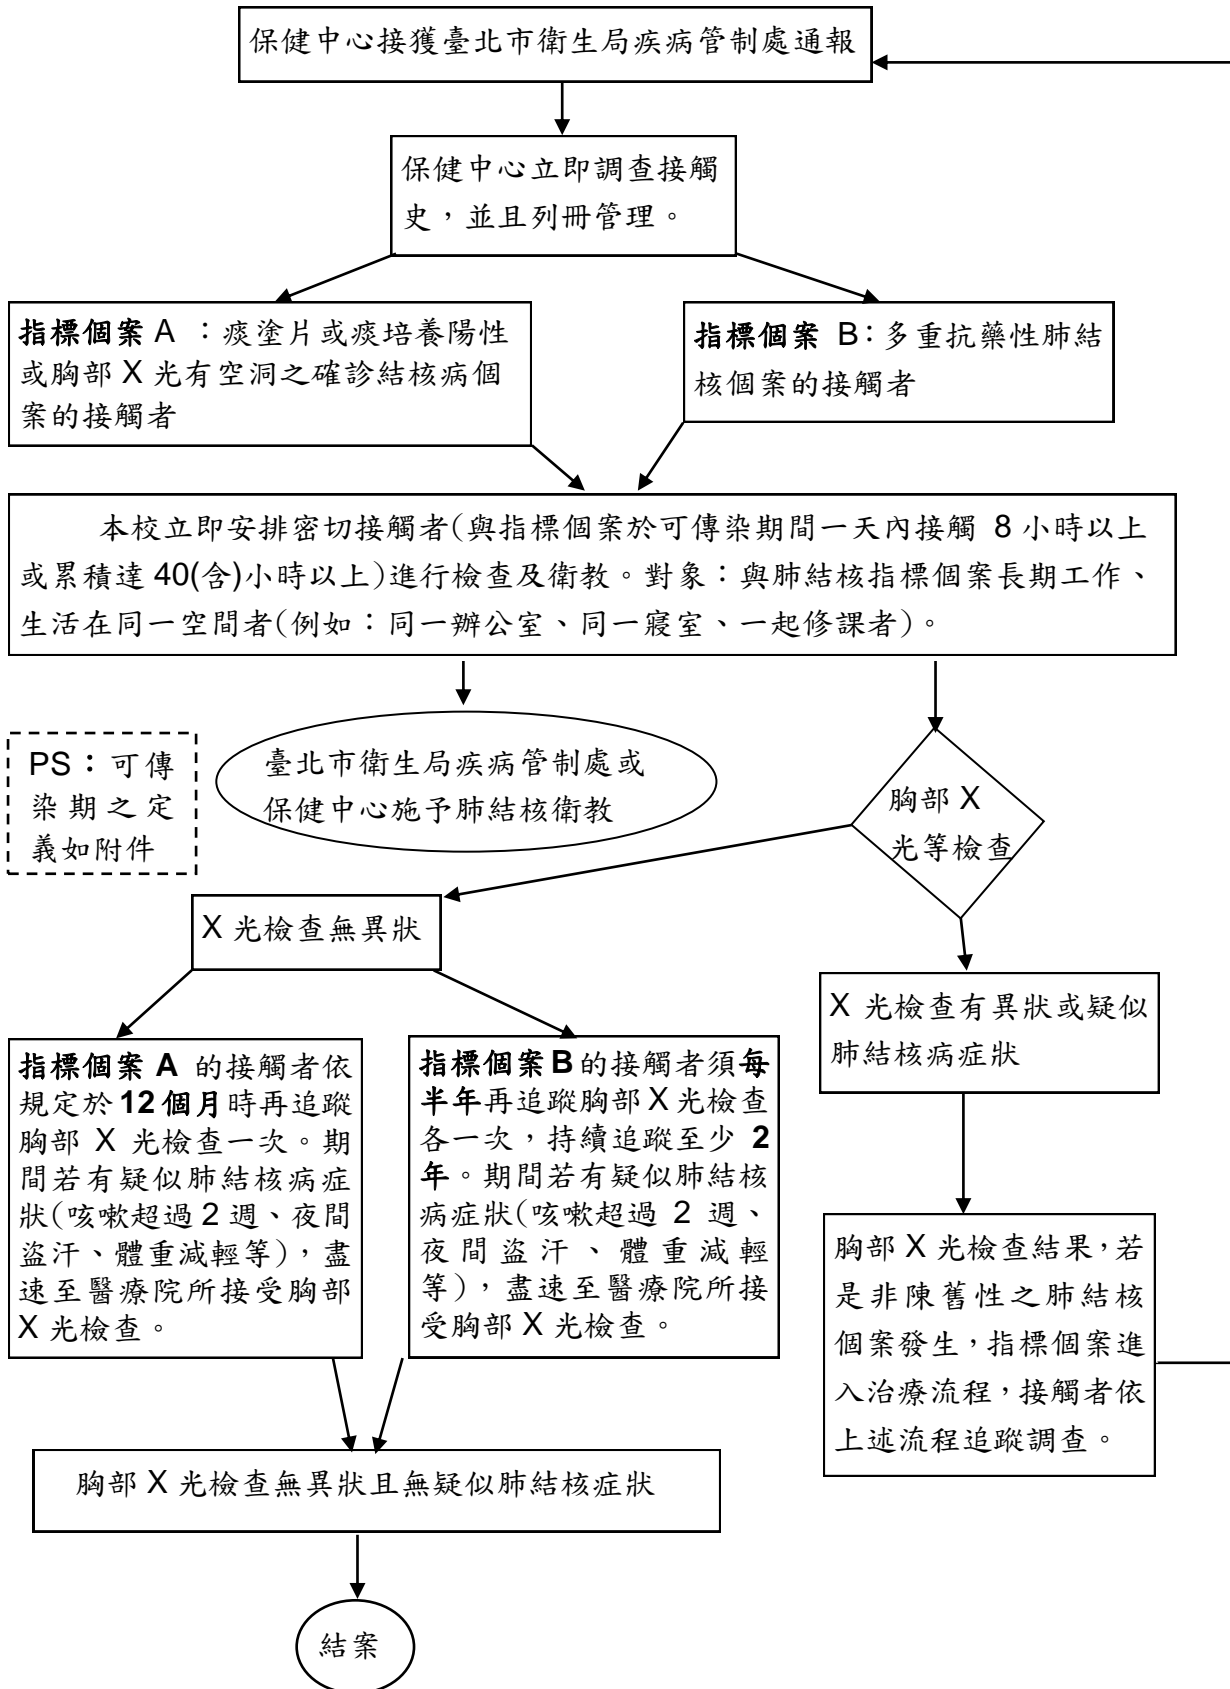 保健中心接獲臺北市衛生局疾病管制處通報
保健中心立即調查接觸
史，並且列冊管理。
指標個案 A ：痰塗片或痰培養陽性
或胸部 X 光有空洞之確診結核病個
案的接觸者
指標個案 B：多重抗藥性肺結
核個案的接觸者
本校立即安排密切接觸者(與指標個案於可傳染期間一天內接觸 8 小時以上
或累積達 40(含)小時以上)進行檢查及衛教。對象：與肺結核指標個案長期工作、
生活在同一空間者(例如：同一辦公室、同一寢室、一起修課者)。
PS：可傳
染期之定
義如附件
臺北市衛生局疾病管制處或
保健中心施予肺結核衛教
胸部 X
光等檢查
X 光檢查無異狀
X 光檢查有異狀或疑似
肺結核病症狀
指標個案 A 的接觸者依
規定於 12 個月時再追蹤
胸部 X 光檢查一次。期
間若有疑似肺結核病症
狀(咳嗽超過 2 週、夜間
盜汗、體重減輕等)，盡
速至醫療院所接受胸部
X 光檢查。
指標個案 B 的接觸者須每
半年再追蹤胸部 X 光檢查
各一次，持續追蹤至少 2
年。期間若有疑似肺結核
病症狀(咳嗽超過 2 週、
夜間盜汗、體重減輕
等)，盡速至醫療院所接
受胸部 X 光檢查。
胸部 X 光檢查結果，若
是非陳舊性之肺結核
個案發生，指標個案進
入治療流程，接觸者依
上述流程追蹤調查。
胸部 X 光檢查無異狀且無疑似肺結核症狀
結案